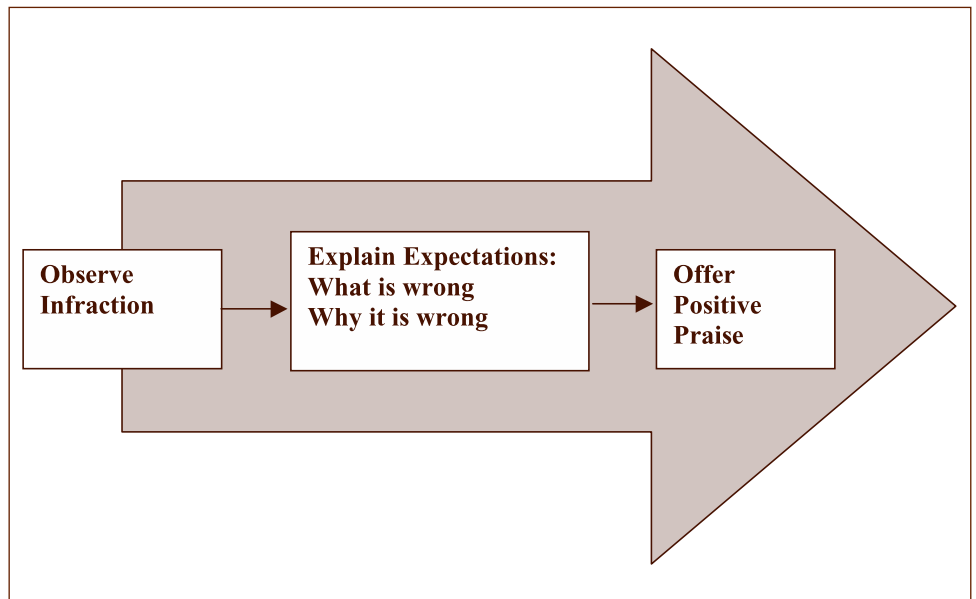 Observe
Infraction
Explain Expectations:
What is wrong
Why it is wrong
Offer
Positive
Praise